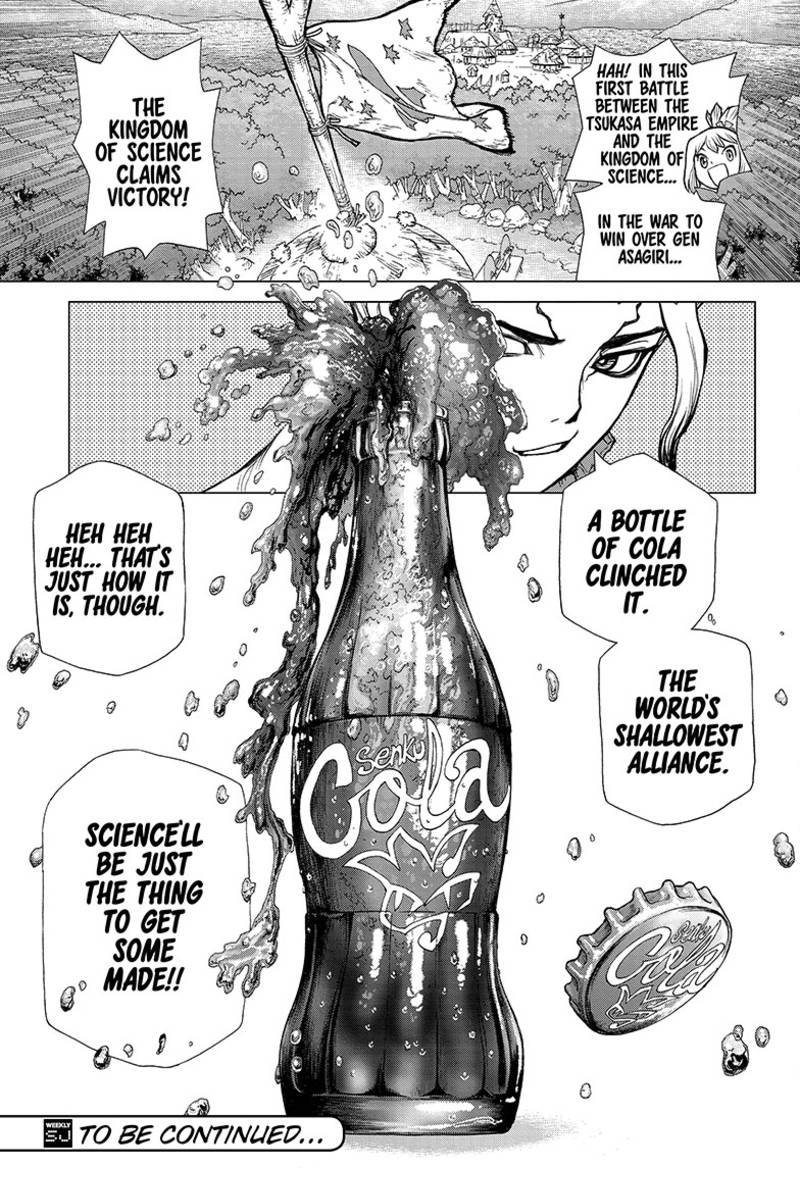 HAH! IN THIS
FIRST BATTLE
BETWEEN THE
TSUKASA EMPIRE
AND THE
KINGDOM OF
SCIENCE...
IN THE WAR TO
WIN OVER GEN
ASAGIRI...
THE
KINGDOM
OF SCIENCE
CLAIMS
VICTORY!
A BOTTLE
OF COLA
CLINCHED
IT.
THE
WORLD'S
SHALLOWEST
ALLIANCE.
HEH HEH
HEH... THAT'S
JUST HOW IT
IS, THOUGH.
SCIENCE'LL
BE JUST
THE THING
TO GET
SOME
MADE!!
Senku
Cola
Senku
Cola
WEEKLY
SJ
TO BE CONTINUED...